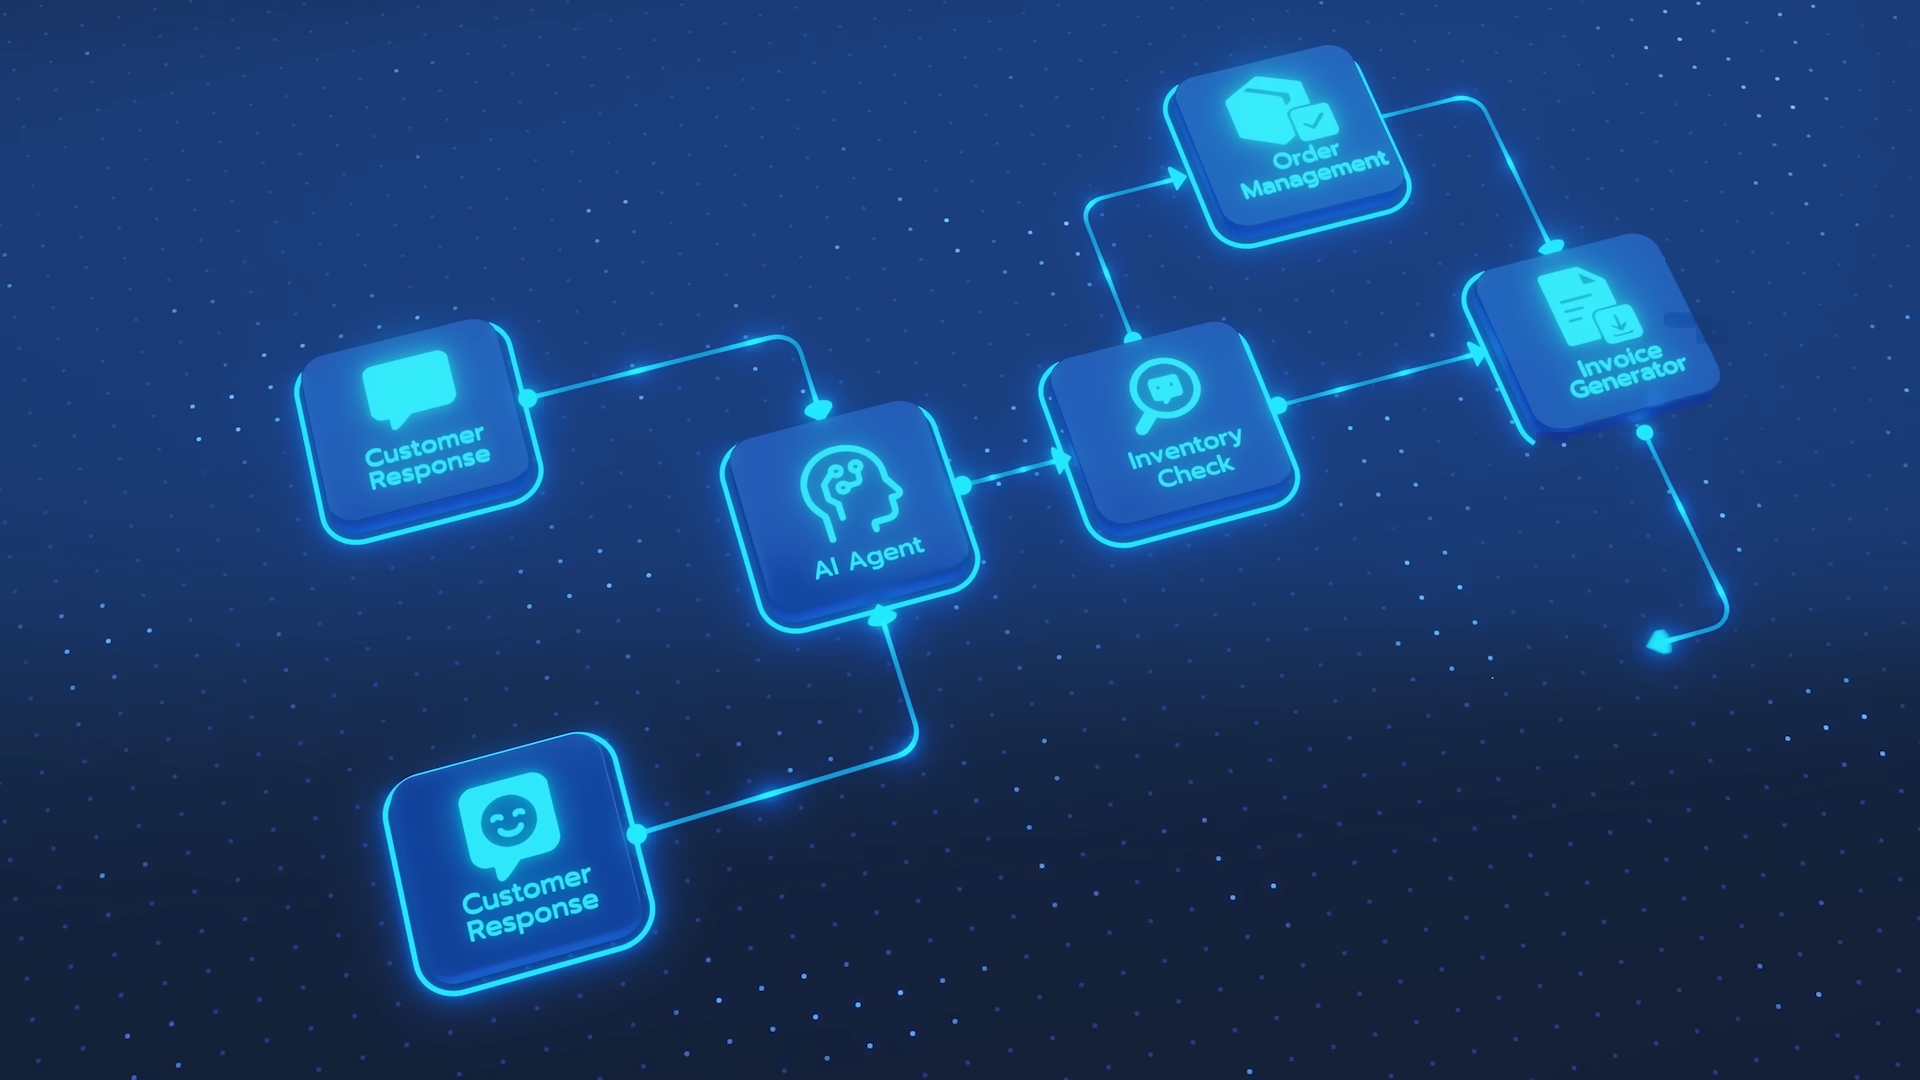 Order
Management
Invoice
Generator
Customer
Response
Inventory
Check
AI Agent
Customer
Response